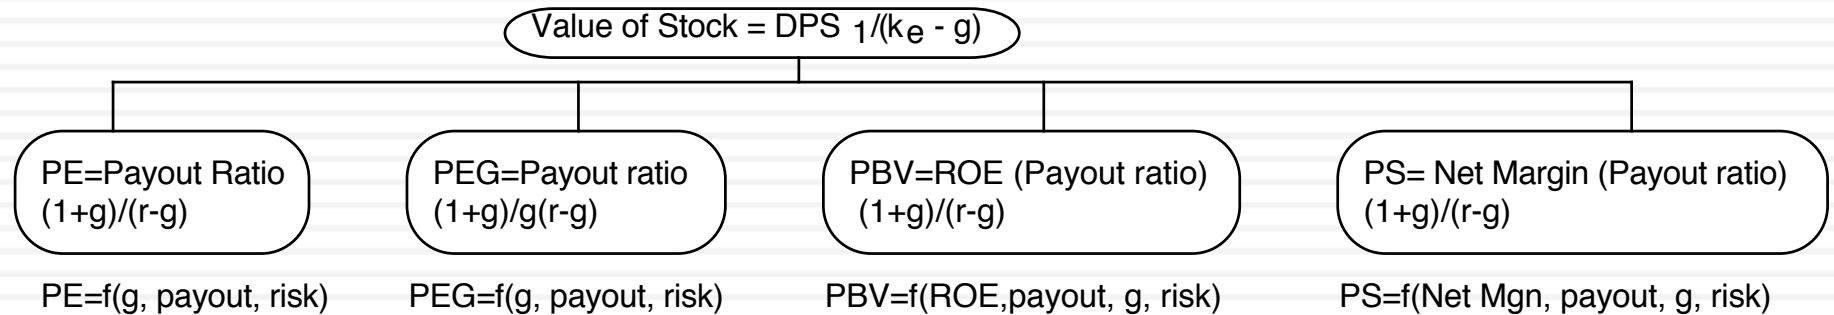 Value of Stock = DPS 1/(ke - g)
PE=Payout Ratio
(1+g)/(r-g)
PEG=Payout ratio
(1+g)/g(r-g)
PBV=ROE (Payout ratio)
(1+g)/(r-g)
PS= Net Margin (Payout ratio)
(1+g)/(r-g)
PE=f(g, payout, risk)
PEG=f(g, payout, risk)
PBV=f(ROE,payout, g, risk)
PS=f(Net Mgn, payout, g, risk)